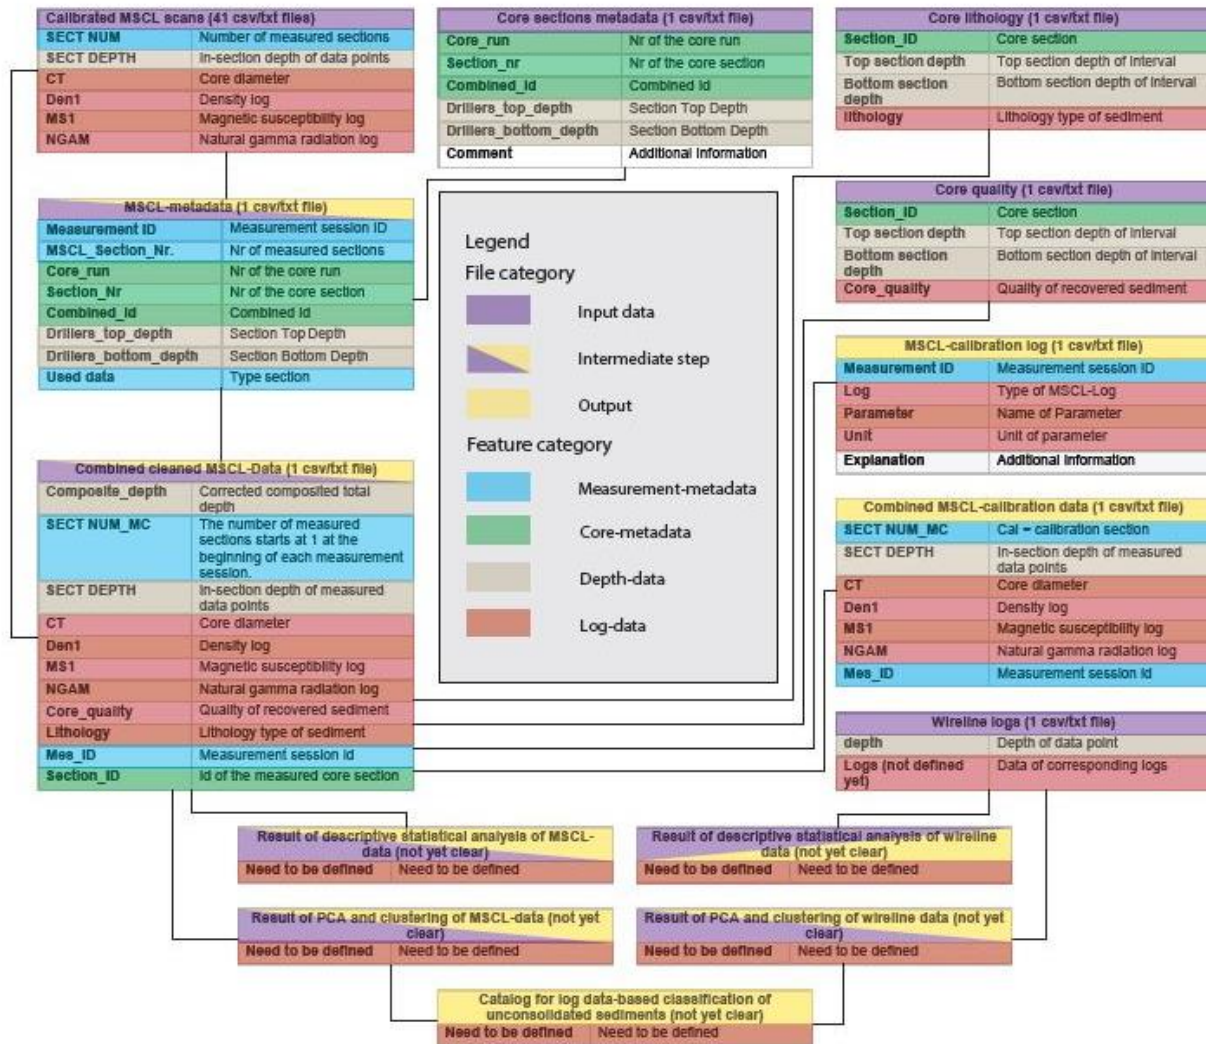 Calibrated MSCL scans (41 csv/txt files)
SECT NUM Number of measured sections
SECT DEPTH In-section depth of data points
CT Core diameter
Den1 Density log
MS1 Magnetic susceptibility log
NGAM Natural gamma radiation log
Core sections metadata (1 csv/txt file)
Core_run Nr of the core run
Section_nr Nr of the core section
Combined_Id Combined Id
Drillers_top_depth Section Top Depth
Drillers_bottom_depth Section Bottom Depth
Comment Additional Information
Core lithology (1 csv/txt file)
Section_ID Core section
Top section depth Top section depth of Interval
Bottom section Bottom section depth of Interval
depth
lithology Lithology type of sediment
MSCL-metadata (1 csv/txt file)
Measurement ID Measurement session ID
MSCL_Section_Nr. Nr of measured sections
Core_run Nr of the core run
Section_Nr Nr of the core section
Combined_Id Combined Id
Drillers_top_depth Section Top Depth
Drillers_bottom_depth Section Bottom Depth
Used data Type section
Legend
File category
Input data
Intermediate step
Output
Feature category
Measurement-metadata
Core-metadata
Depth-data
Log-data
Core quality (1 csv/txt file)
Section_ID Core section
Top section depth Top section depth of Interval
Bottom section Bottom section depth of Interval
depth
Core_quality Quality of recovered sediment
MSCL-calibration log (1 csv/txt file)
Measurement ID Measurement session ID
Log Type of MSCL-Log
Parameter Name of Parameter
Unit Unit of parameter
Explanation Additional Information
Combined cleaned MSCL-Data (1 csv/txt file)
Composite_depth Corrected composited total
depth
SECT NUM_MC The number of measured
sections starts at 1 at the
beginning of each measurement
session.
SECT DEPTH In-section depth of measured
data points
CT Core diameter
Den1 Density log
MS1 Magnetic susceptibility log
NGAM Natural gamma radiation log
Core_quality Quality of recovered sediment
Lithology Lithology type of sediment
Mes_ID Measurement session Id
Section_ID Id of the measured core section
Combined MSCL-calibration data (1 csv/txt file)
SECT NUM_MC Cal = calibration section
SECT DEPTH In-section depth of measured
data points
CT Core diameter
Den1 Density log
MS1 Magnetic susceptibility log
NGAM Natural gamma radiation log
Mes_ID Measurement session Id
Wireline logs (1 csv/txt file)
depth Depth of data point
Logs (not defined Data of corresponding logs
yet)
Result of descriptive statistical analysis of MSCL-
data (not yet clear)
Need to be defined Need to be defined
Result of descriptive statistical analysis of wireline
data (not yet clear)
Need to be defined Need to be defined
Result of PCA and clustering of MSCL-data (not yet
clear)
Need to be defined Need to be defined
Result of PCA and clustering of wireline data (not yet
clear)
Need to be defined Need to be defined
Catalog for log data-based classification of
unconsolidated sediments (not yet clear)
Need to be defined Need to be defined